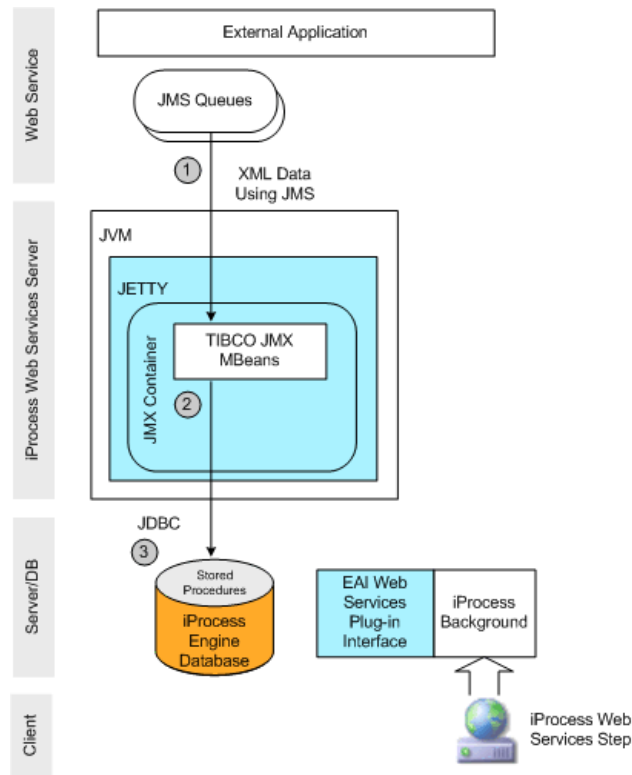 External Application
Web Service
JMS Queues
1
XML Data
Using JMS
iProcess Web Services Server
JVM
JETTY
JMX Container
TIBCO JMX
MBeans
2
JDBC
3
Server/DB
Stored
Procedures
iProcess
Engine
Database
EAI Web
Services
Plug-in
Interface
iProcess
Background
Client
iProcess Web
Services Step